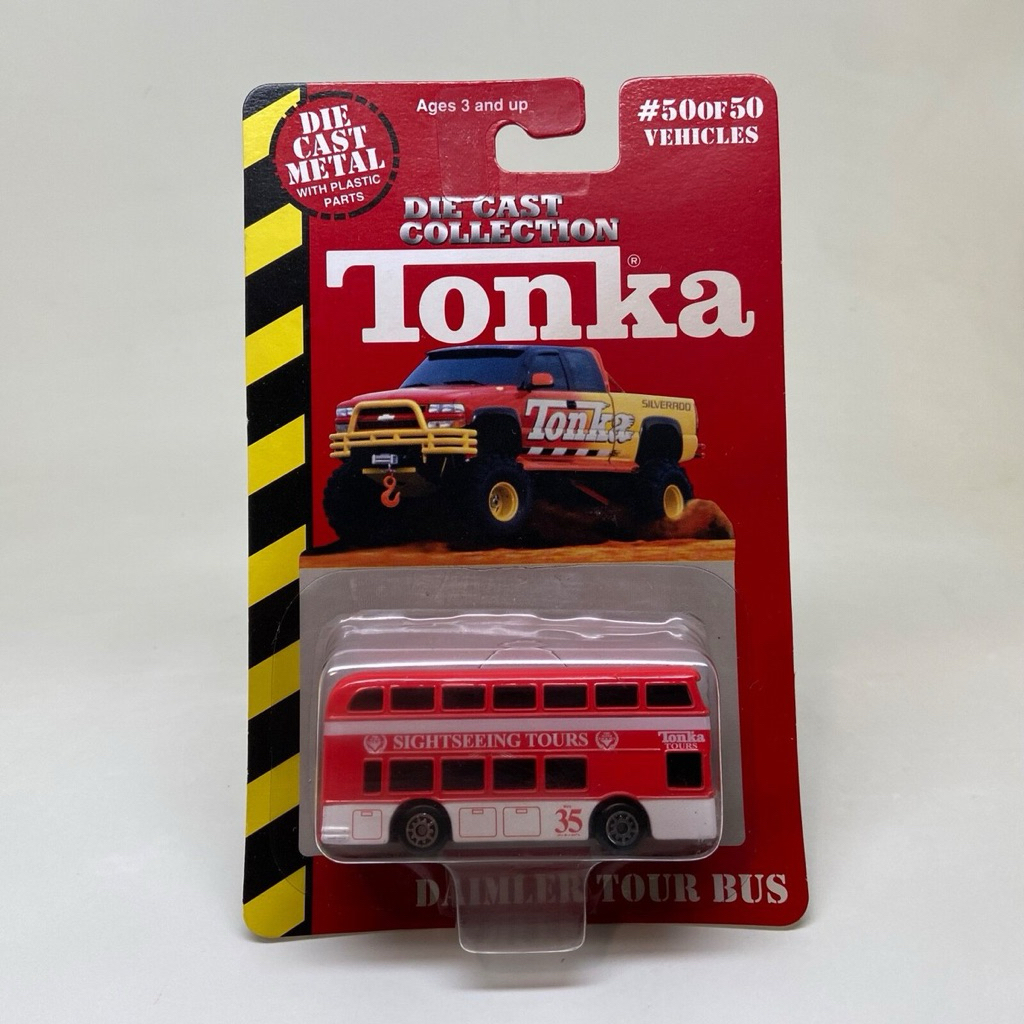 DIE
CAST
METAL
WITH PLASTIC
PARTS
Ages 3 and up
#50 OF 50
VEHICLES
DIE CAST
COLLECTION
Tonka®
Tonka
SILVERADO
SIGHTSEEING TOURS
Tonka
TOURS
35
DAIMLER TOUR BUS